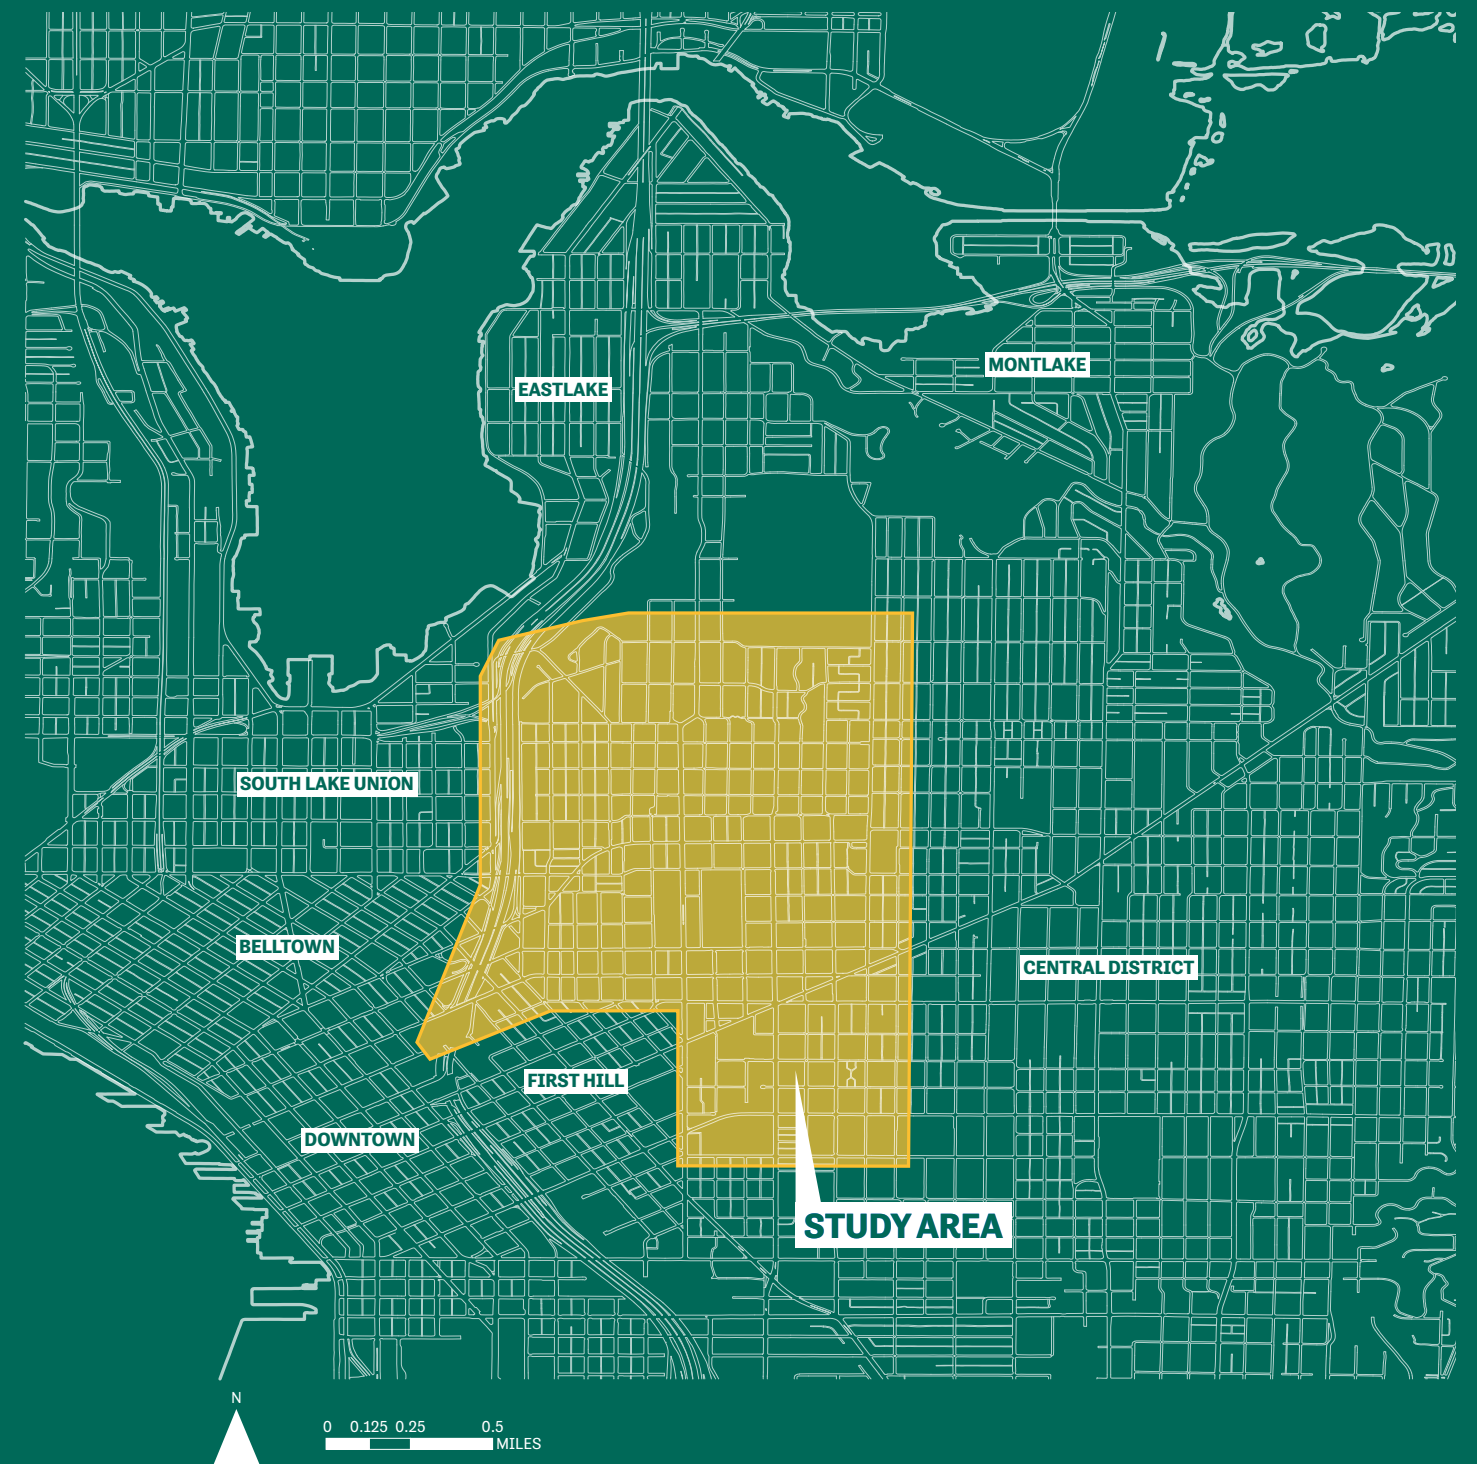 MONTLAKE
EASTLAKE
SOUTH LAKE UNION
BELLTOWN
CENTRAL DISTRICT
FIRST HILL
DOWNTOWN
STUDY AREA
N
0 0.125 0.25 0.5
MILES